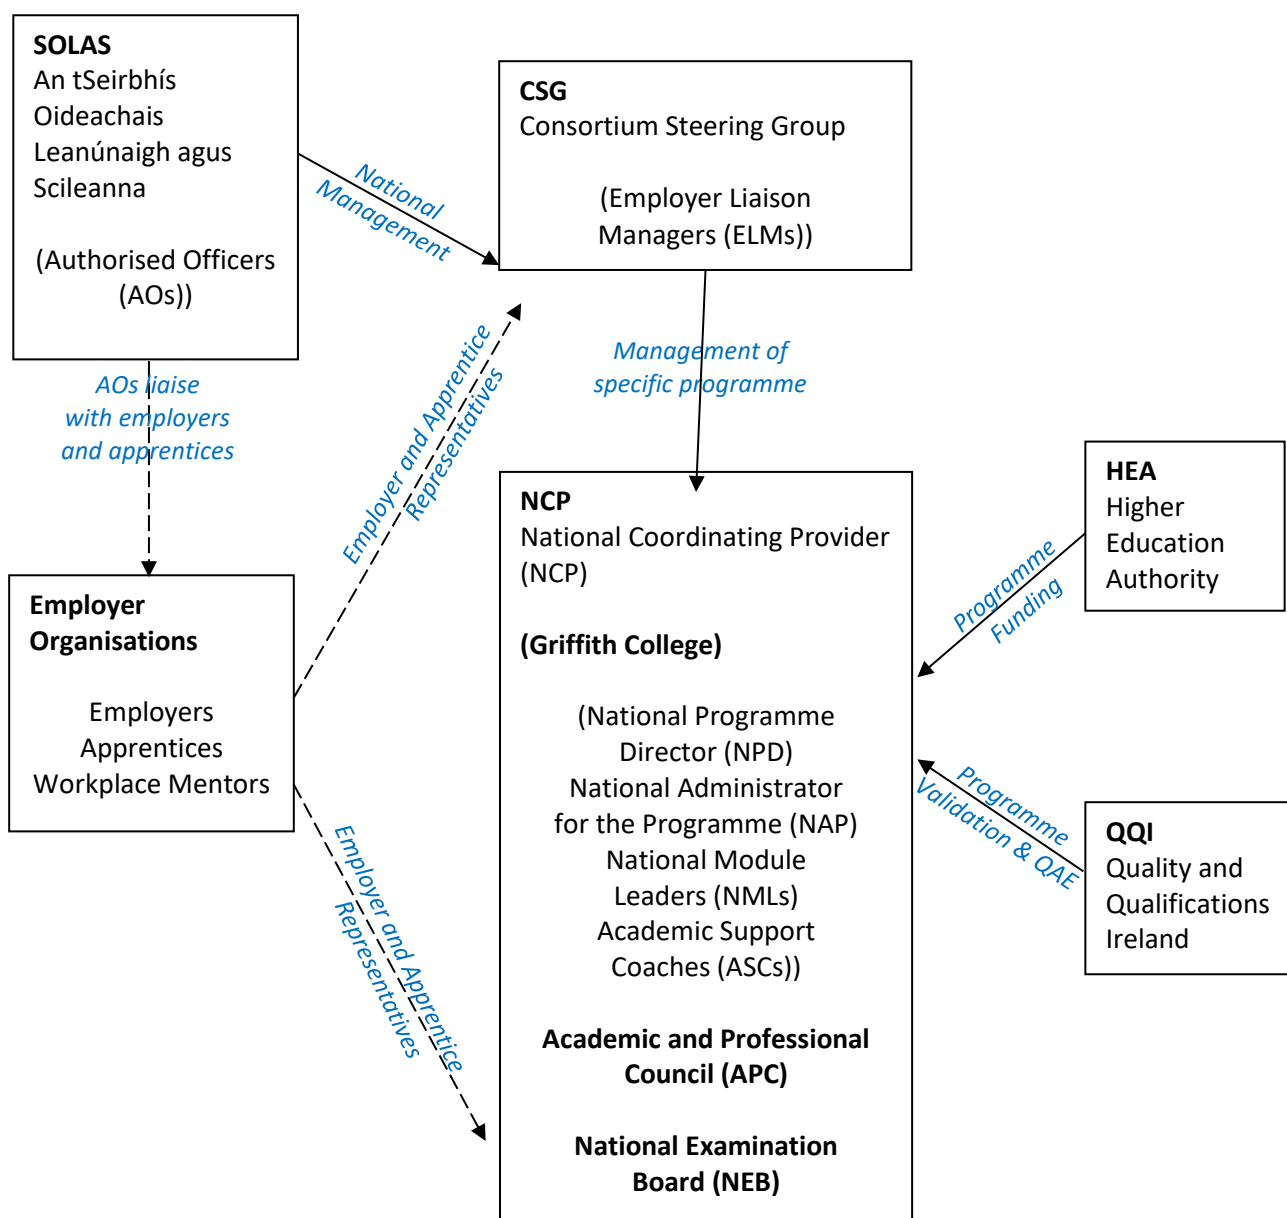 SOLAS
An tSeirbhís
Oideachais
Leanúnaigh agus
Scileanna
(Authorised Officers
(AOs))
CSG
Consortium Steering Group
(Employer Liaison
Managers (ELMs))
National
Management
AOs liaise
with employers
and apprentices
Employer and Apprentice
Representatives
Management of
specific programme
Employer
Organisations
Employers
Apprentices
Workplace Mentors
NCP
National Coordinating Provider
(NCP)
(Griffith College)
(National Programme
Director (NPD)
National Administrator
for the Programme (NAP)
National Module
Leaders (NMLs)
Academic Support
Coaches (ASCs))
Academic and Professional
Council (APC)
National Examination
Board (NEB)
HEA
Higher
Education
Authority
Programme
Funding
Programme
Validation & QAE
QQI
Quality and
Qualifications
Ireland
Employer and Apprentice
Representatives